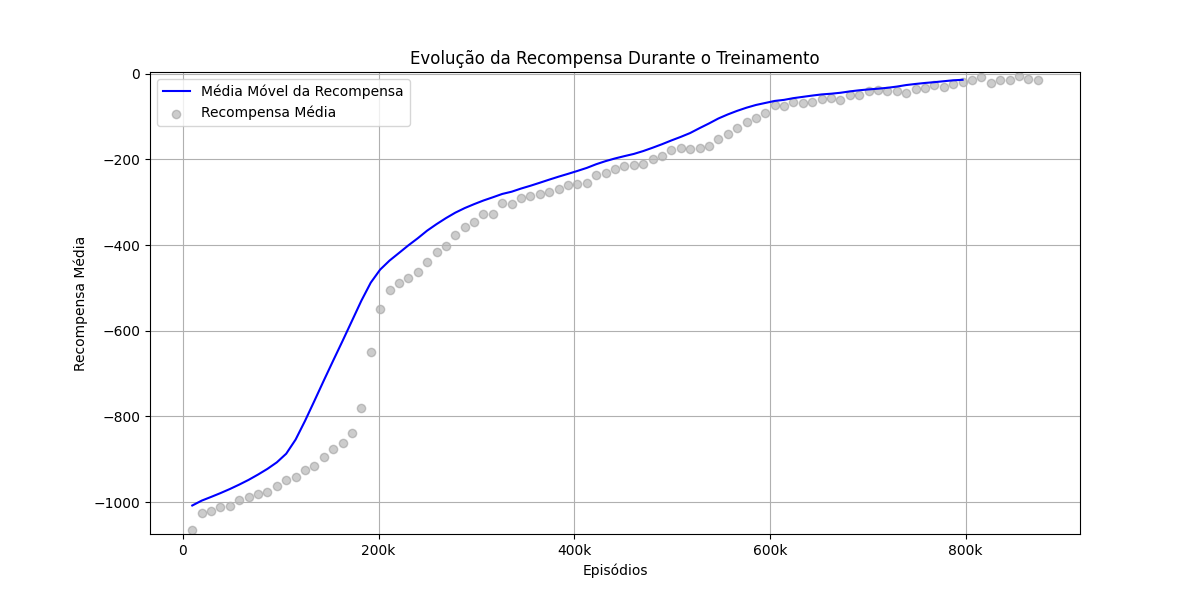 Evolução da Recompensa Durante o Treinamento
Média Móvel da Recompensa
Recompensa Média
0
−200
−400
−600
−800
−1000
Recompensa Média
0
200k
400k
600k
800k
Episódios